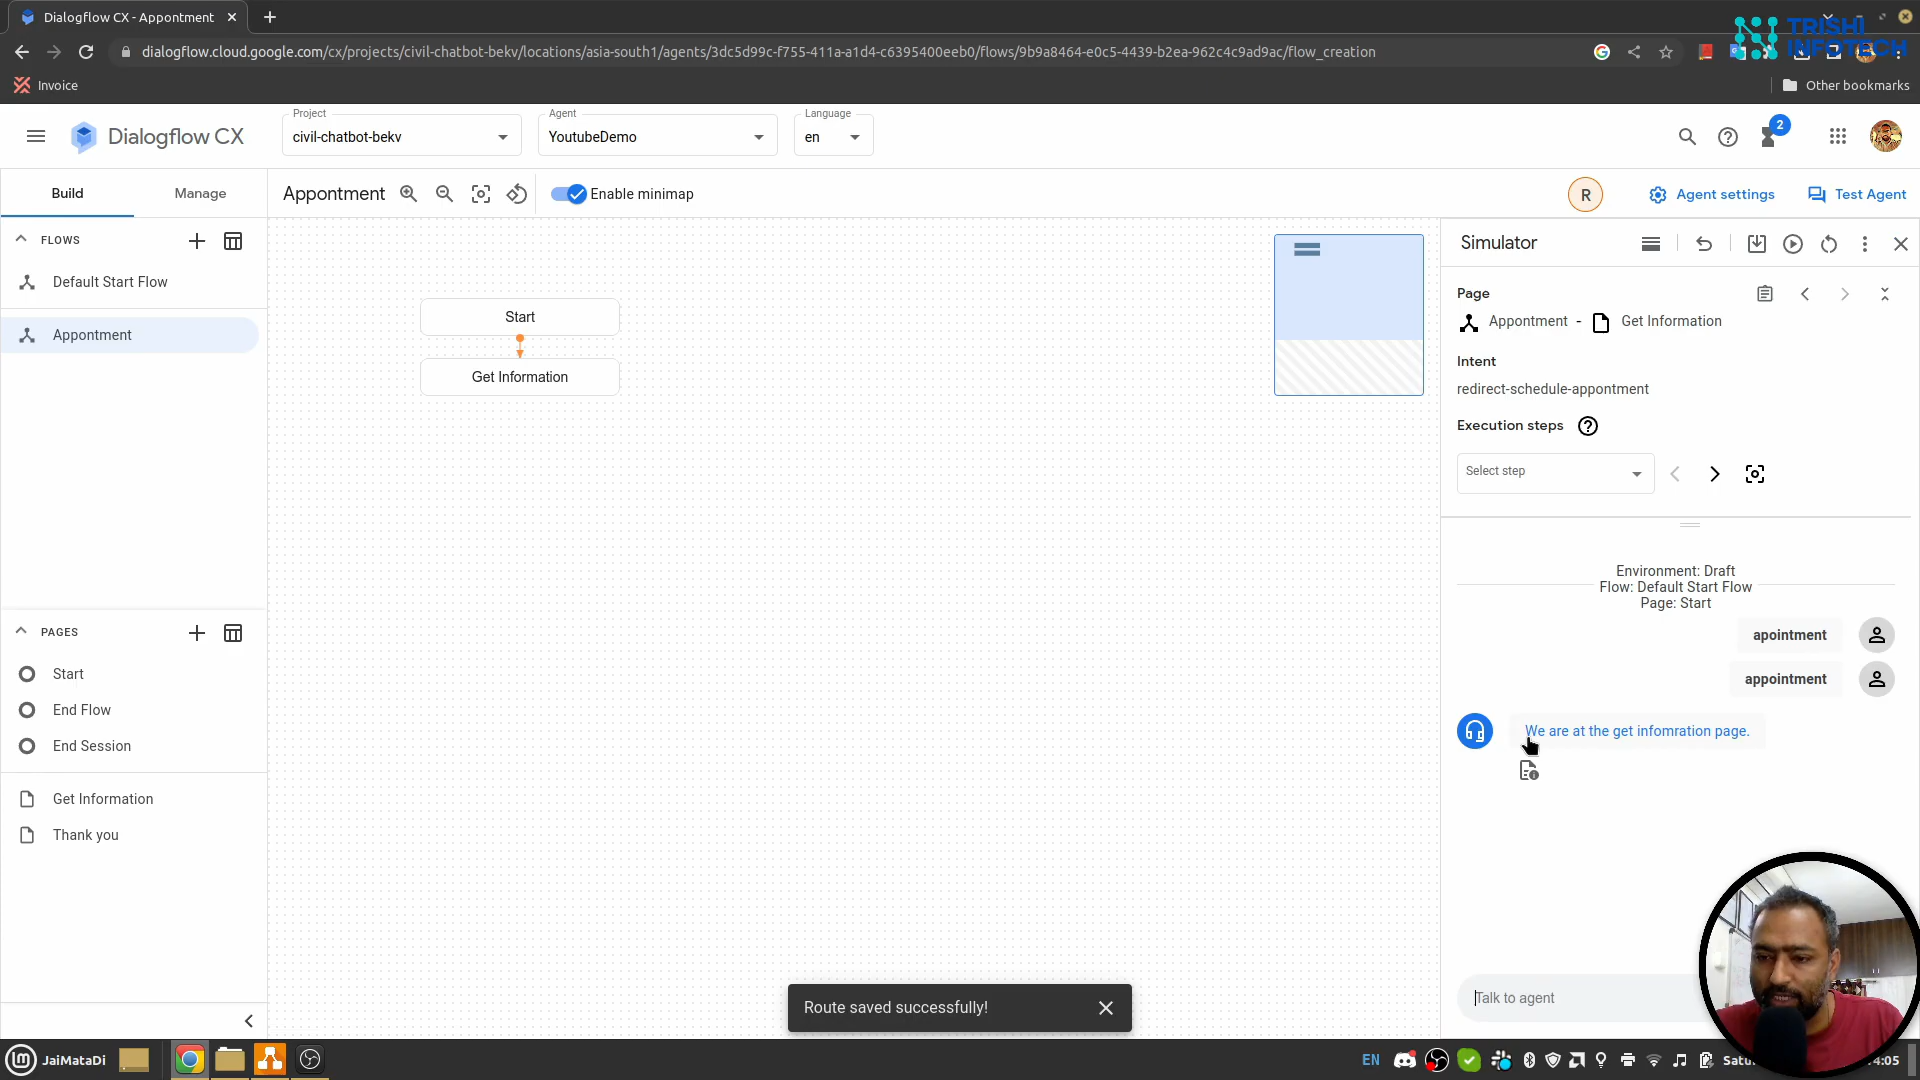 Dialogflow CX - Appontment
TRISHI INFOTECH
dialogflow.cloud.google.com/cx/projects/civil-chatbot-bekv/locations/asia-south1/agents/3dc5d99c-f755-411a-a1d4-c6395400eeb0/flows/9b9a8464-e0c5-4439-b2ea-962c4c9ad9ac/flow_creation
Invoice
Other bookmarks
Dialogflow CX
Project
civil-chatbot-bekv
Agent
YoutubeDemo
Language
en
2
Build
Manage
Appontment
Enable minimap
R
Agent settings
Test Agent
FLOWS
Default Start Flow
Appontment
Start
Get Information
Simulator
Page
Appontment - Get Information
Intent
redirect-schedule-appontment
Execution steps
Select step
Environment: Draft
Flow: Default Start Flow
Page: Start
apointment
appointment
We are at the get infomration page.
PAGES
Start
End Flow
End Session
Get Information
Thank you
Talk to agent
Route saved successfully!
JaiMataDi
EN